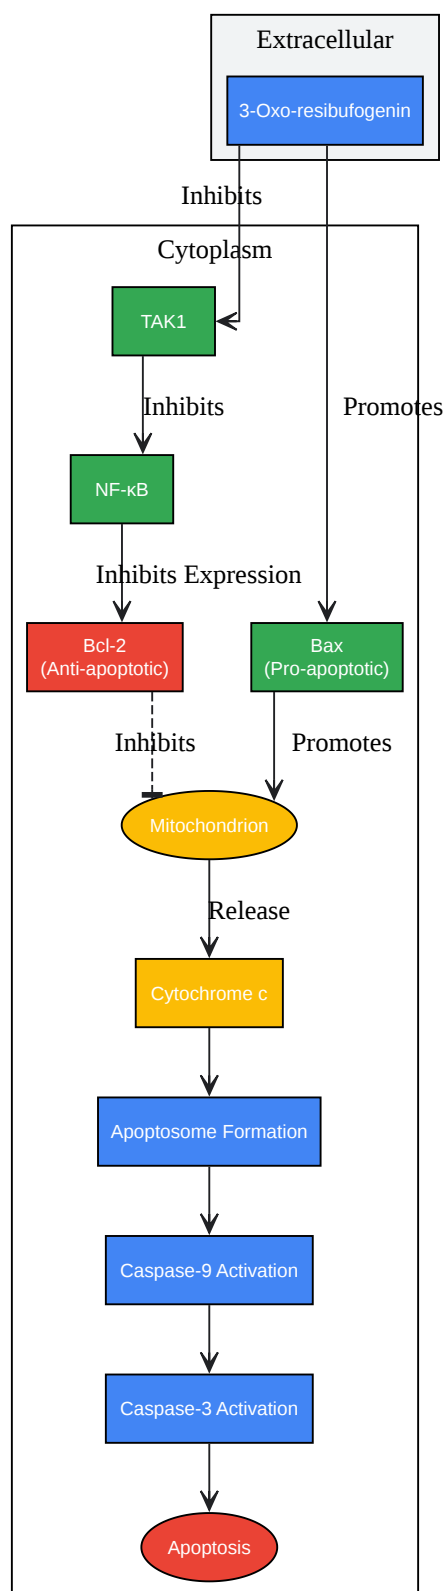 Extracellular
3-Oxo-resibufogenin
Inhibits
Cytoplasm
TAK1
Inhibits
Promotes
NF-κB
Inhibits Expression
Bcl-2
(Anti-apoptotic)
Bax
(Pro-apoptotic)
Inhibits
Promotes
Mitochondrion
Release
Cytochrome c
Apoptosome Formation
Caspase-9 Activation
Caspase-3 Activation
Apoptosis